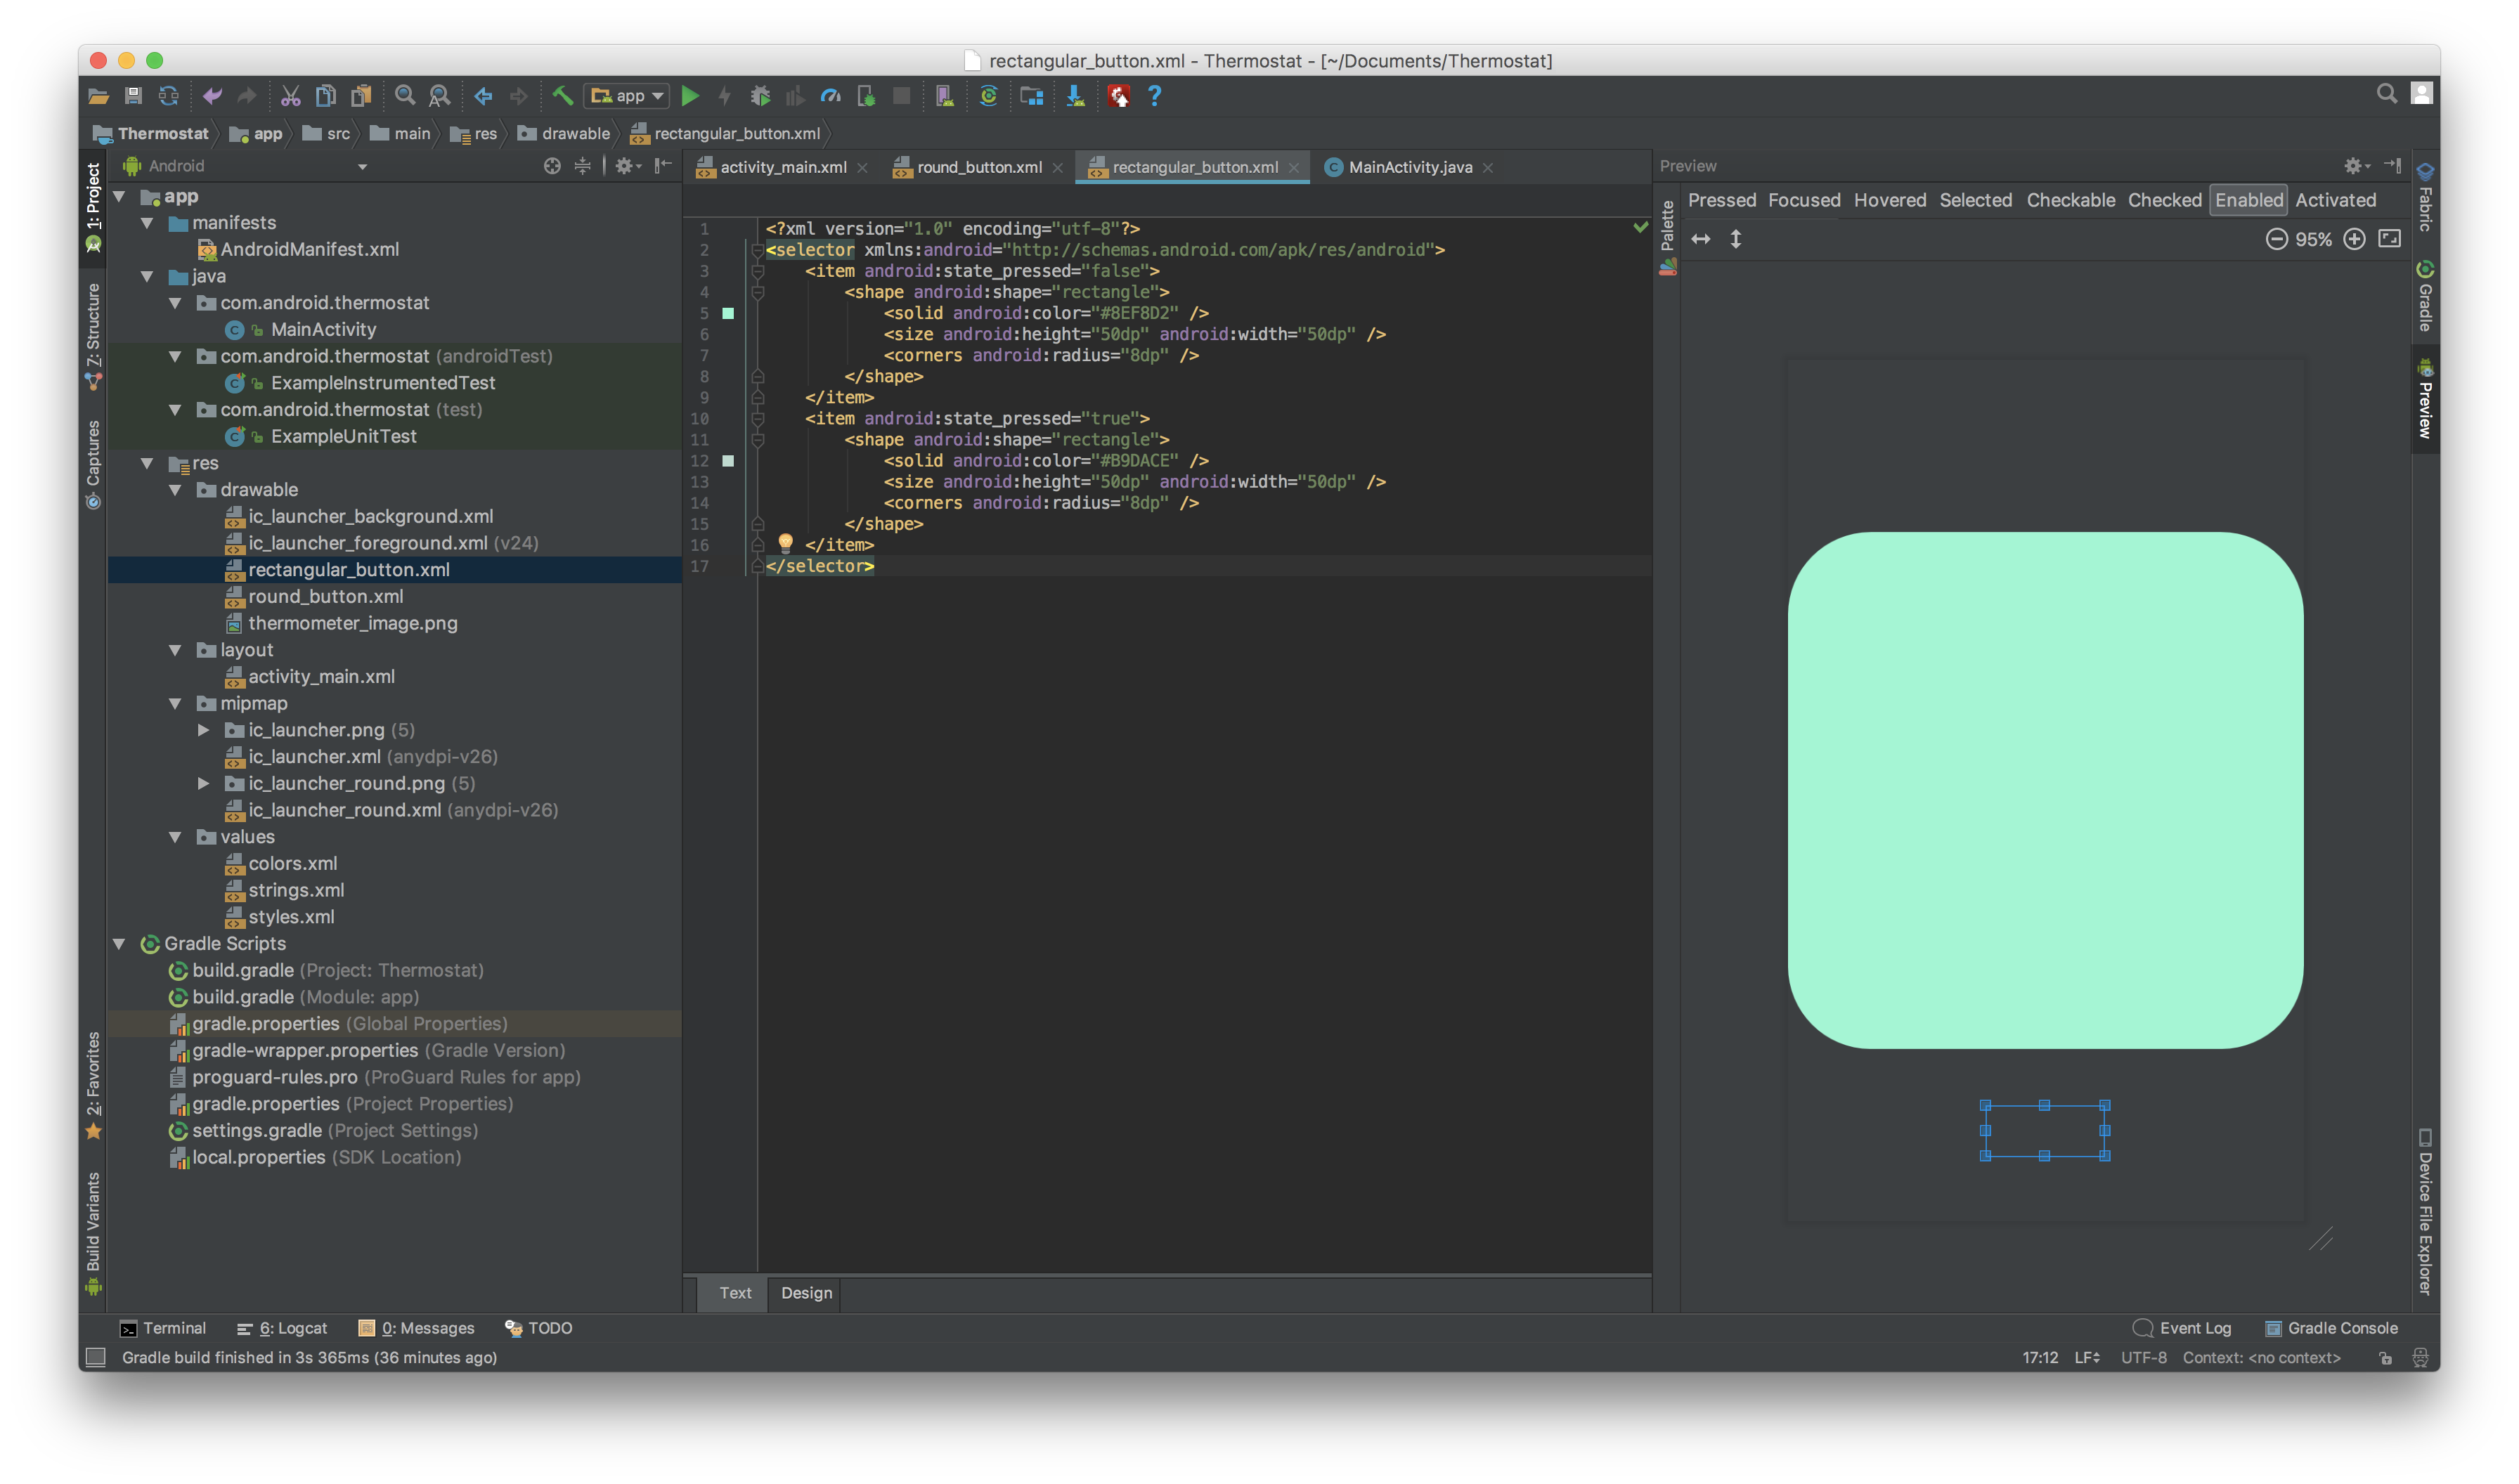 rectangular_button.xml - Thermostat - [~/Documents/Thermostat]
app
Thermostat app src main res drawable rectangular_button.xml
1: Project
Z: Structure
Captures
2: Favorites
Build Variants
Android
app
manifests
AndroidManifest.xml
java
com.android.thermostat
MainActivity
com.android.thermostat (androidTest)
ExampleInstrumentedTest
com.android.thermostat (test)
ExampleUnitTest
res
drawable
ic_launcher_background.xml
ic_launcher_foreground.xml (v24)
rectangular_button.xml
round_button.xml
thermometer_image.png
layout
activity_main.xml
mipmap
ic_launcher.png (5)
ic_launcher.xml (anydpi-v26)
ic_launcher_round.png (5)
ic_launcher_round.xml (anydpi-v26)
values
colors.xml
strings.xml
styles.xml
Gradle Scripts
build.gradle (Project: Thermostat)
build.gradle (Module: app)
gradle.properties (Global Properties)
gradle-wrapper.properties (Gradle Version)
proguard-rules.pro (ProGuard Rules for app)
gradle.properties (Project Properties)
settings.gradle (Project Settings)
local.properties (SDK Location)
activity_main.xml round_button.xml rectangular_button.xml MainActivity.java
1 <?xml version="1.0" encoding="utf-8"?>
2 <selector xmlns:android="http://schemas.android.com/apk/res/android">
3 <item android:state_pressed="false">
4 <shape android:shape="rectangle">
5 <solid android:color="#8EF8D2" />
6 <size android:height="50dp" android:width="50dp" />
7 <corners android:radius="8dp" />
8 </shape>
9 </item>
10 <item android:state_pressed="true">
11 <shape android:shape="rectangle">
12 <solid android:color="#B9DACE" />
13 <size android:height="50dp" android:width="50dp" />
14 <corners android:radius="8dp" />
15 </shape>
16 </item>
17 </selector>
Text Design
Preview
Palette
Pressed Focused Hovered Selected Checkable Checked Enabled Activated
95%
Fabric
Gradle
Preview
Device File Explorer
Terminal 6: Logcat 0: Messages TODO
Event Log Gradle Console
Gradle build finished in 3s 365ms (36 minutes ago)
17:12 LF UTF-8 Context: <no context>